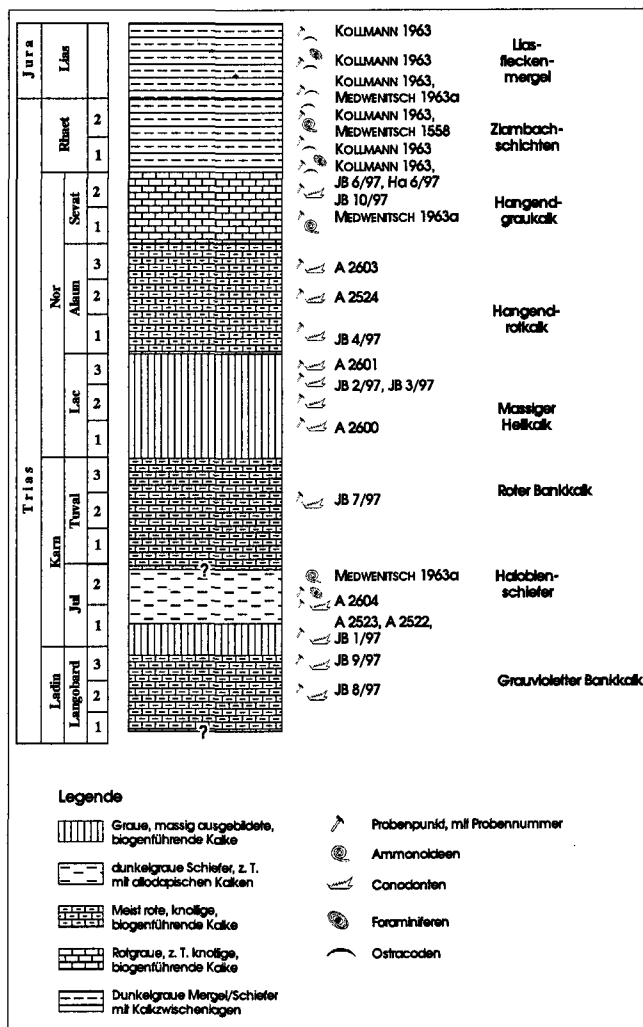 Jura
Lias
KOLLMANN 1963
KOLLMANN 1963
KOLLMANN 1963,
MEDWENITSCH 1963a
Lias-
flecken-
mergel
Trias
Rhaet
2
1
KOLLMANN 1963,
MEDWENITSCH 1558
KOLLMANN 1963
KOLLMANN 1963,
Zlambach-
schichten
Nor
Sevat
2
1
JB 6/97, Ha 6/97
JB 10/97
MEDWENITSCH 1963a
Hangend-
graukalk
Alaun
3
2
1
A 2603
A 2524
JB 4/97
Hangend-
rotkalk
Lac
3
2
1
A 2601
JB 2/97, JB 3/97
A 2600
Massiger
Hellkalk
Karn
Tuval
3
2
1
JB 7/97
Roter Bankkalk
?
Jul
2
1
MEDWENITSCH 1963a
A 2604
A 2523, A 2522,
JB 1/97
Halobien-
schiefer
Ladin
Langobard
3
2
1
JB 9/97
JB 8/97
Grauvioletter Bankkalk
?
Legende
Graue, massig ausgebildete,
biogenführende Kalke
dunkelgraue Schiefer, z. T.
mit allodapischen Kalken
Meist rote, knollige,
biogenführende Kalke
Rotgraue, z. T. knollige,
biogenführende Kalke
Dunkelgraue Mergel/Schiefer
mit Kalkzwischenlagen
Probenpunkt, mit Probennummer
Ammonoideen
Conodonten
Foraminiferen
Ostracoden